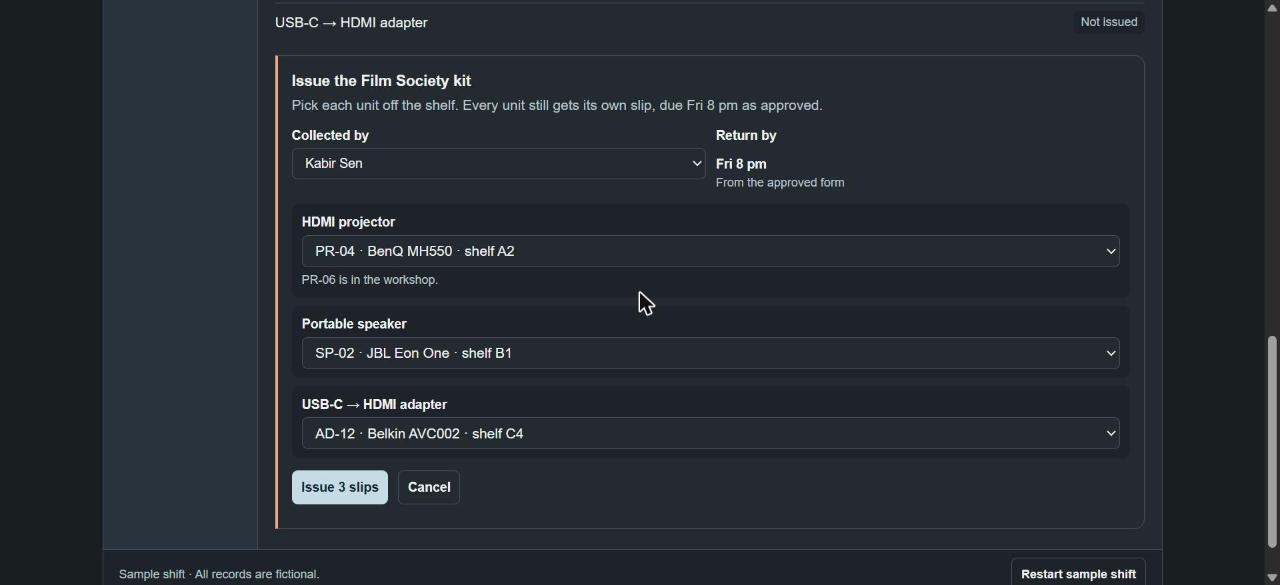 USB-C → HDMI adapter
Not issued
Issue the Film Society kit
Pick each unit off the shelf. Every unit still gets its own slip, due Fri 8 pm as approved.
Collected by
Return by
Kabir Sen
Fri 8 pm
From the approved form
HDMI projector
PR-04 · BenQ MH550 · shelf A2
PR-06 is in the workshop.
Portable speaker
SP-02 · JBL Eon One · shelf B1
USB-C → HDMI adapter
AD-12 · Belkin AVC002 · shelf C4
Issue 3 slips
Cancel
Sample shift · All records are fictional.
Restart sample shift